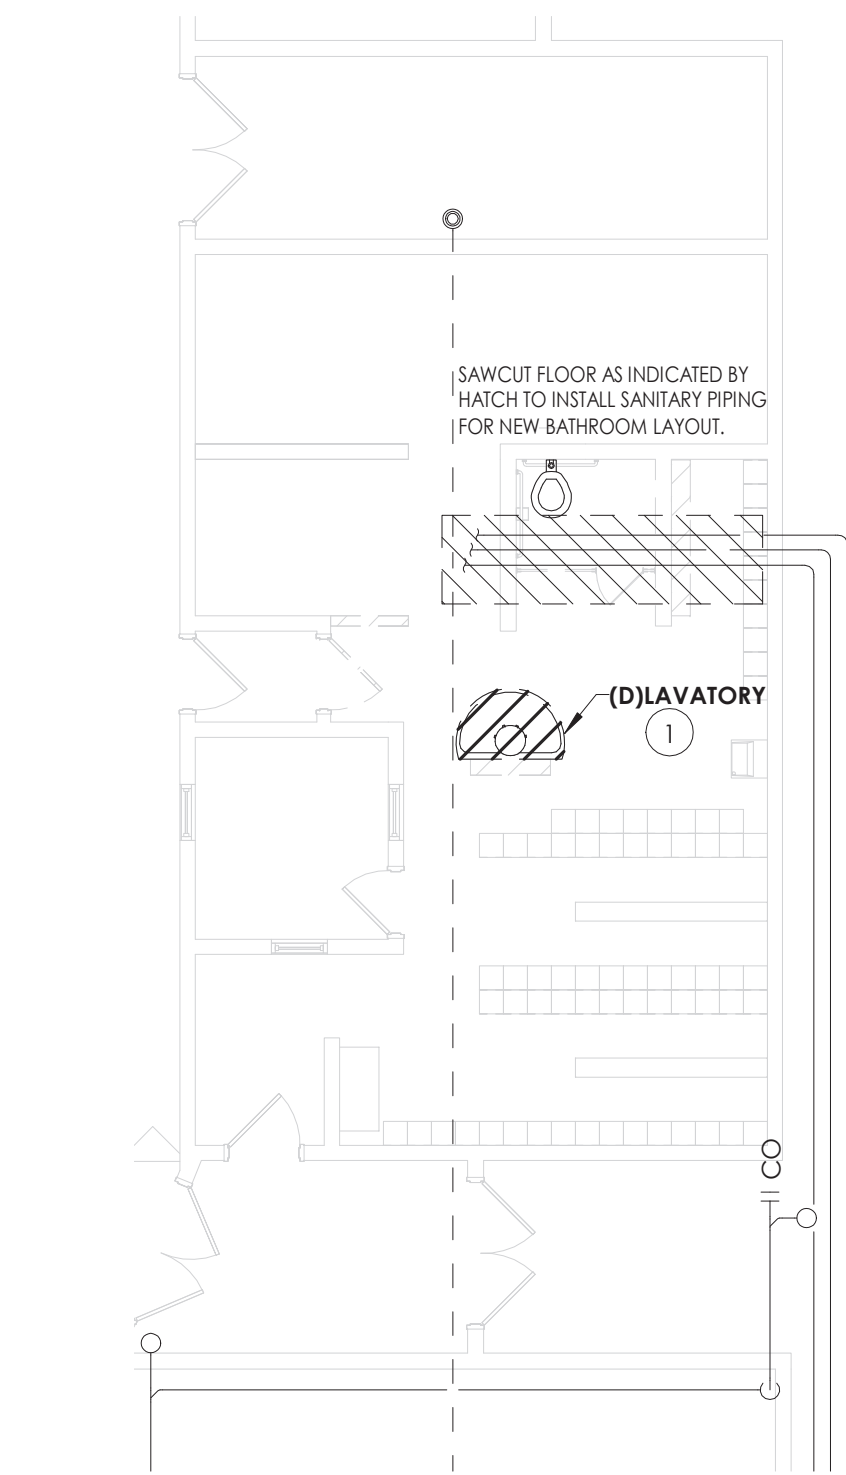 SAWCUT FLOOR AS INDICATED BY
HATCH TO INSTALL SANITARY PIPING
FOR NEW BATHROOM LAYOUT.
(D)LAVATORY
1
CO